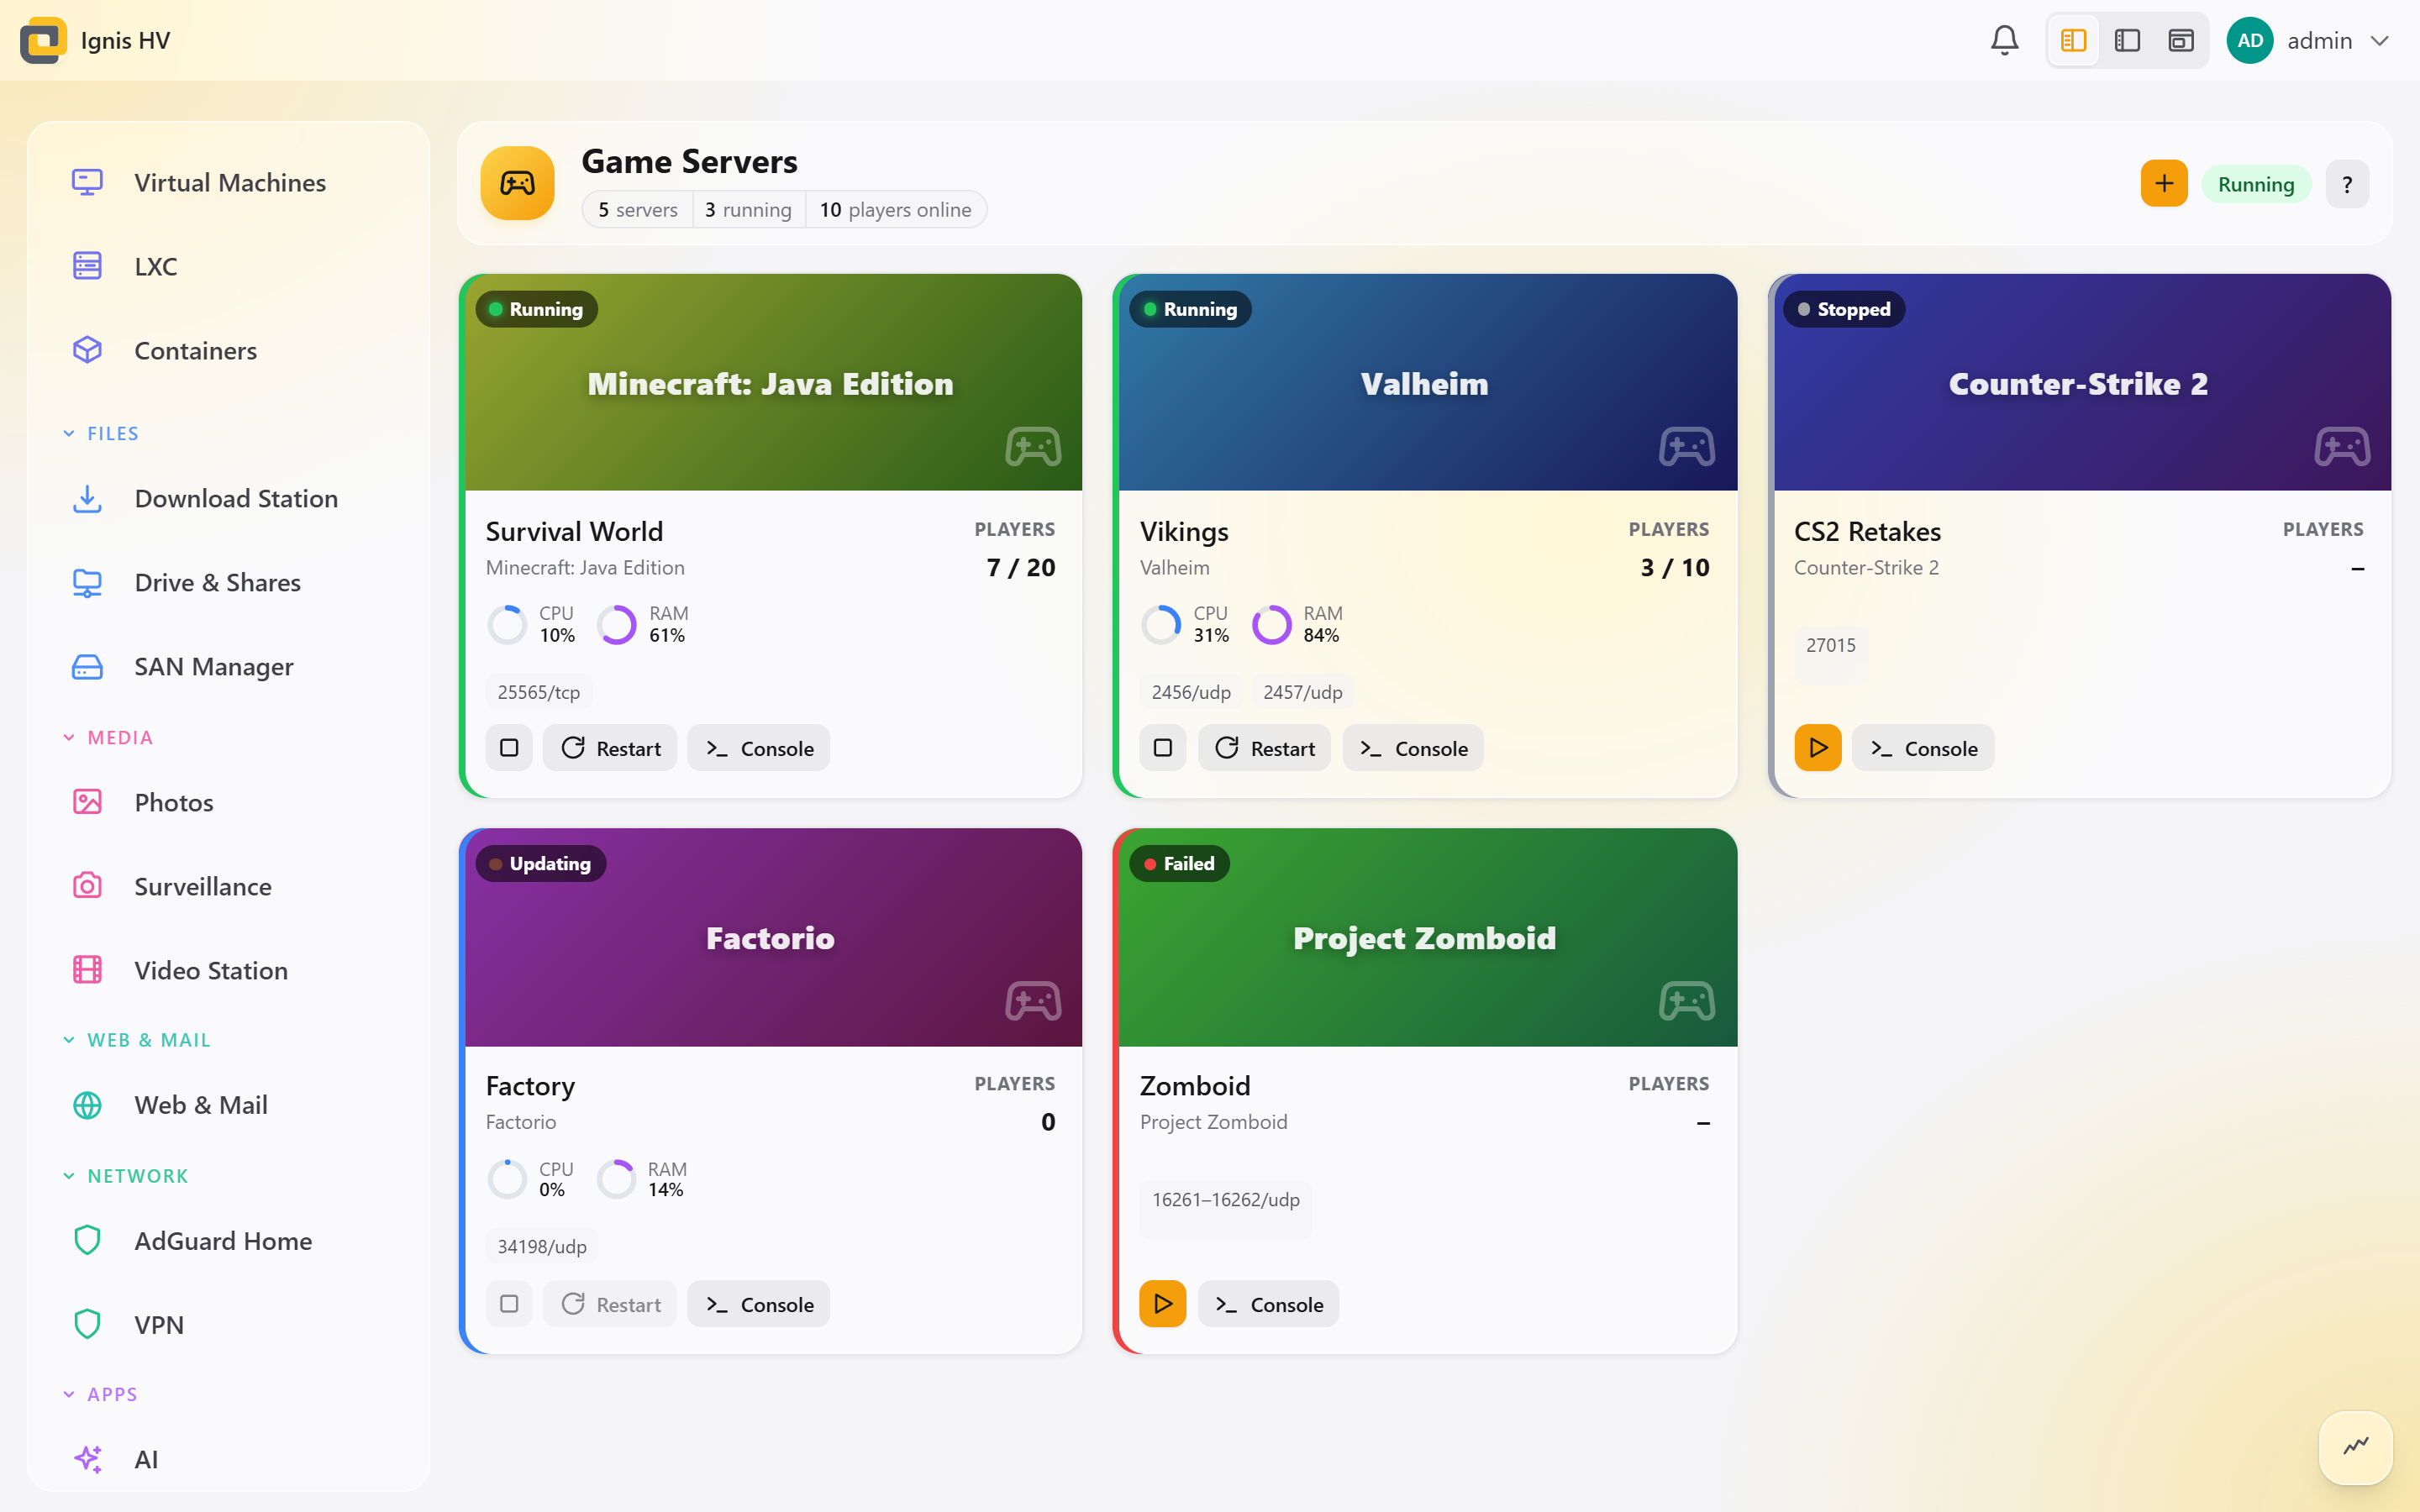 Ignis HV
AD admin
Virtual Machines
LXC
Containers
FILES
Download Station
Drive & Shares
SAN Manager
MEDIA
Photos
Surveillance
Video Station
WEB & MAIL
Web & Mail
NETWORK
AdGuard Home
VPN
APPS
AI
Game Servers
5 servers 3 running 10 players online
+ Running ?
Running
Minecraft: Java Edition
Survival World PLAYERS
Minecraft: Java Edition 7 / 20
CPU RAM
10% 61%
25565/tcp
Restart Console
Running
Valheim
Vikings PLAYERS
Valheim 3 / 10
CPU RAM
31% 84%
2456/udp 2457/udp
Restart Console
Stopped
Counter-Strike 2
CS2 Retakes PLAYERS
Counter-Strike 2 –
27015
Console
Updating
Factorio
Factory PLAYERS
Factorio 0
CPU RAM
0% 14%
34198/udp
Restart Console
Failed
Project Zomboid
Zomboid PLAYERS
Project Zomboid –
16261–16262/udp
Console